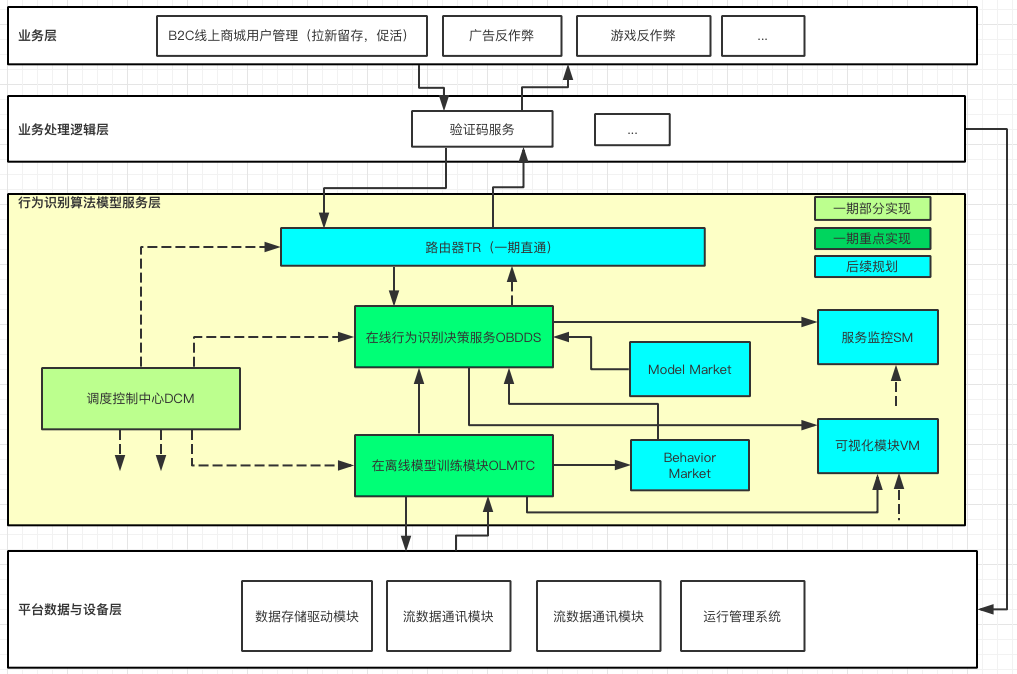 业务层
B2C线上商城用户管理（拉新留存，促活）
广告反作弊
游戏反作弊
...
业务处理逻辑层
验证码服务
...
行为识别算法模型服务层
一期部分实现
一期重点实现
后续规划
路由器TR（一期直通）
在线行为识别决策服务OBDDS
服务监控SM
Model Market
调度控制中心DCM
在离线模型训练模块OLMTC
Behavior
Market
可视化模块VM
平台数据与设备层
数据存储驱动模块
流数据通讯模块
流数据通讯模块
运行管理系统